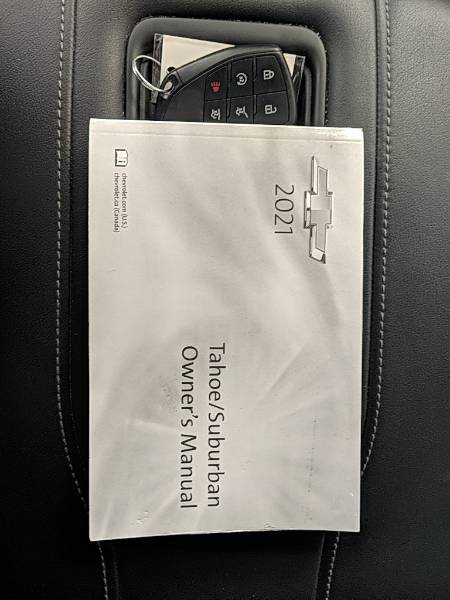 2021
Tahoe/Suburban
Owner's Manual
chevrolet.com (U.S.)
chevrolet.ca (Canada)